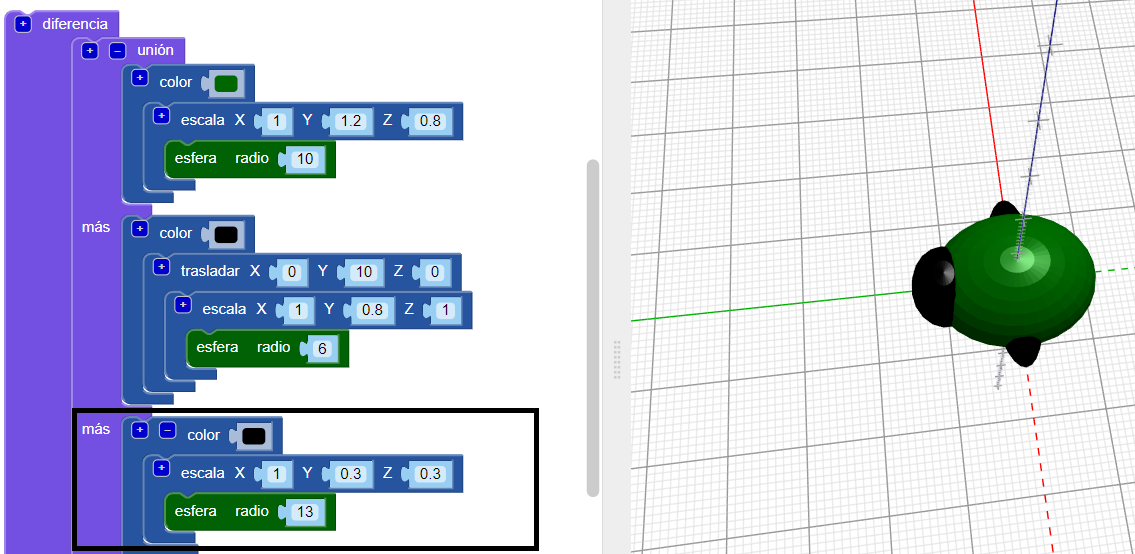 + diferencia
+ − unión
+ color
+ escala X 1 Y 1.2 Z 0.8
esfera radio 10
más + color
+ trasladar X 0 Y 10 Z 0
+ escala X 1 Y 0.8 Z 1
esfera radio 6
más + − color
+ escala X 1 Y 0.3 Z 0.3
esfera radio 13